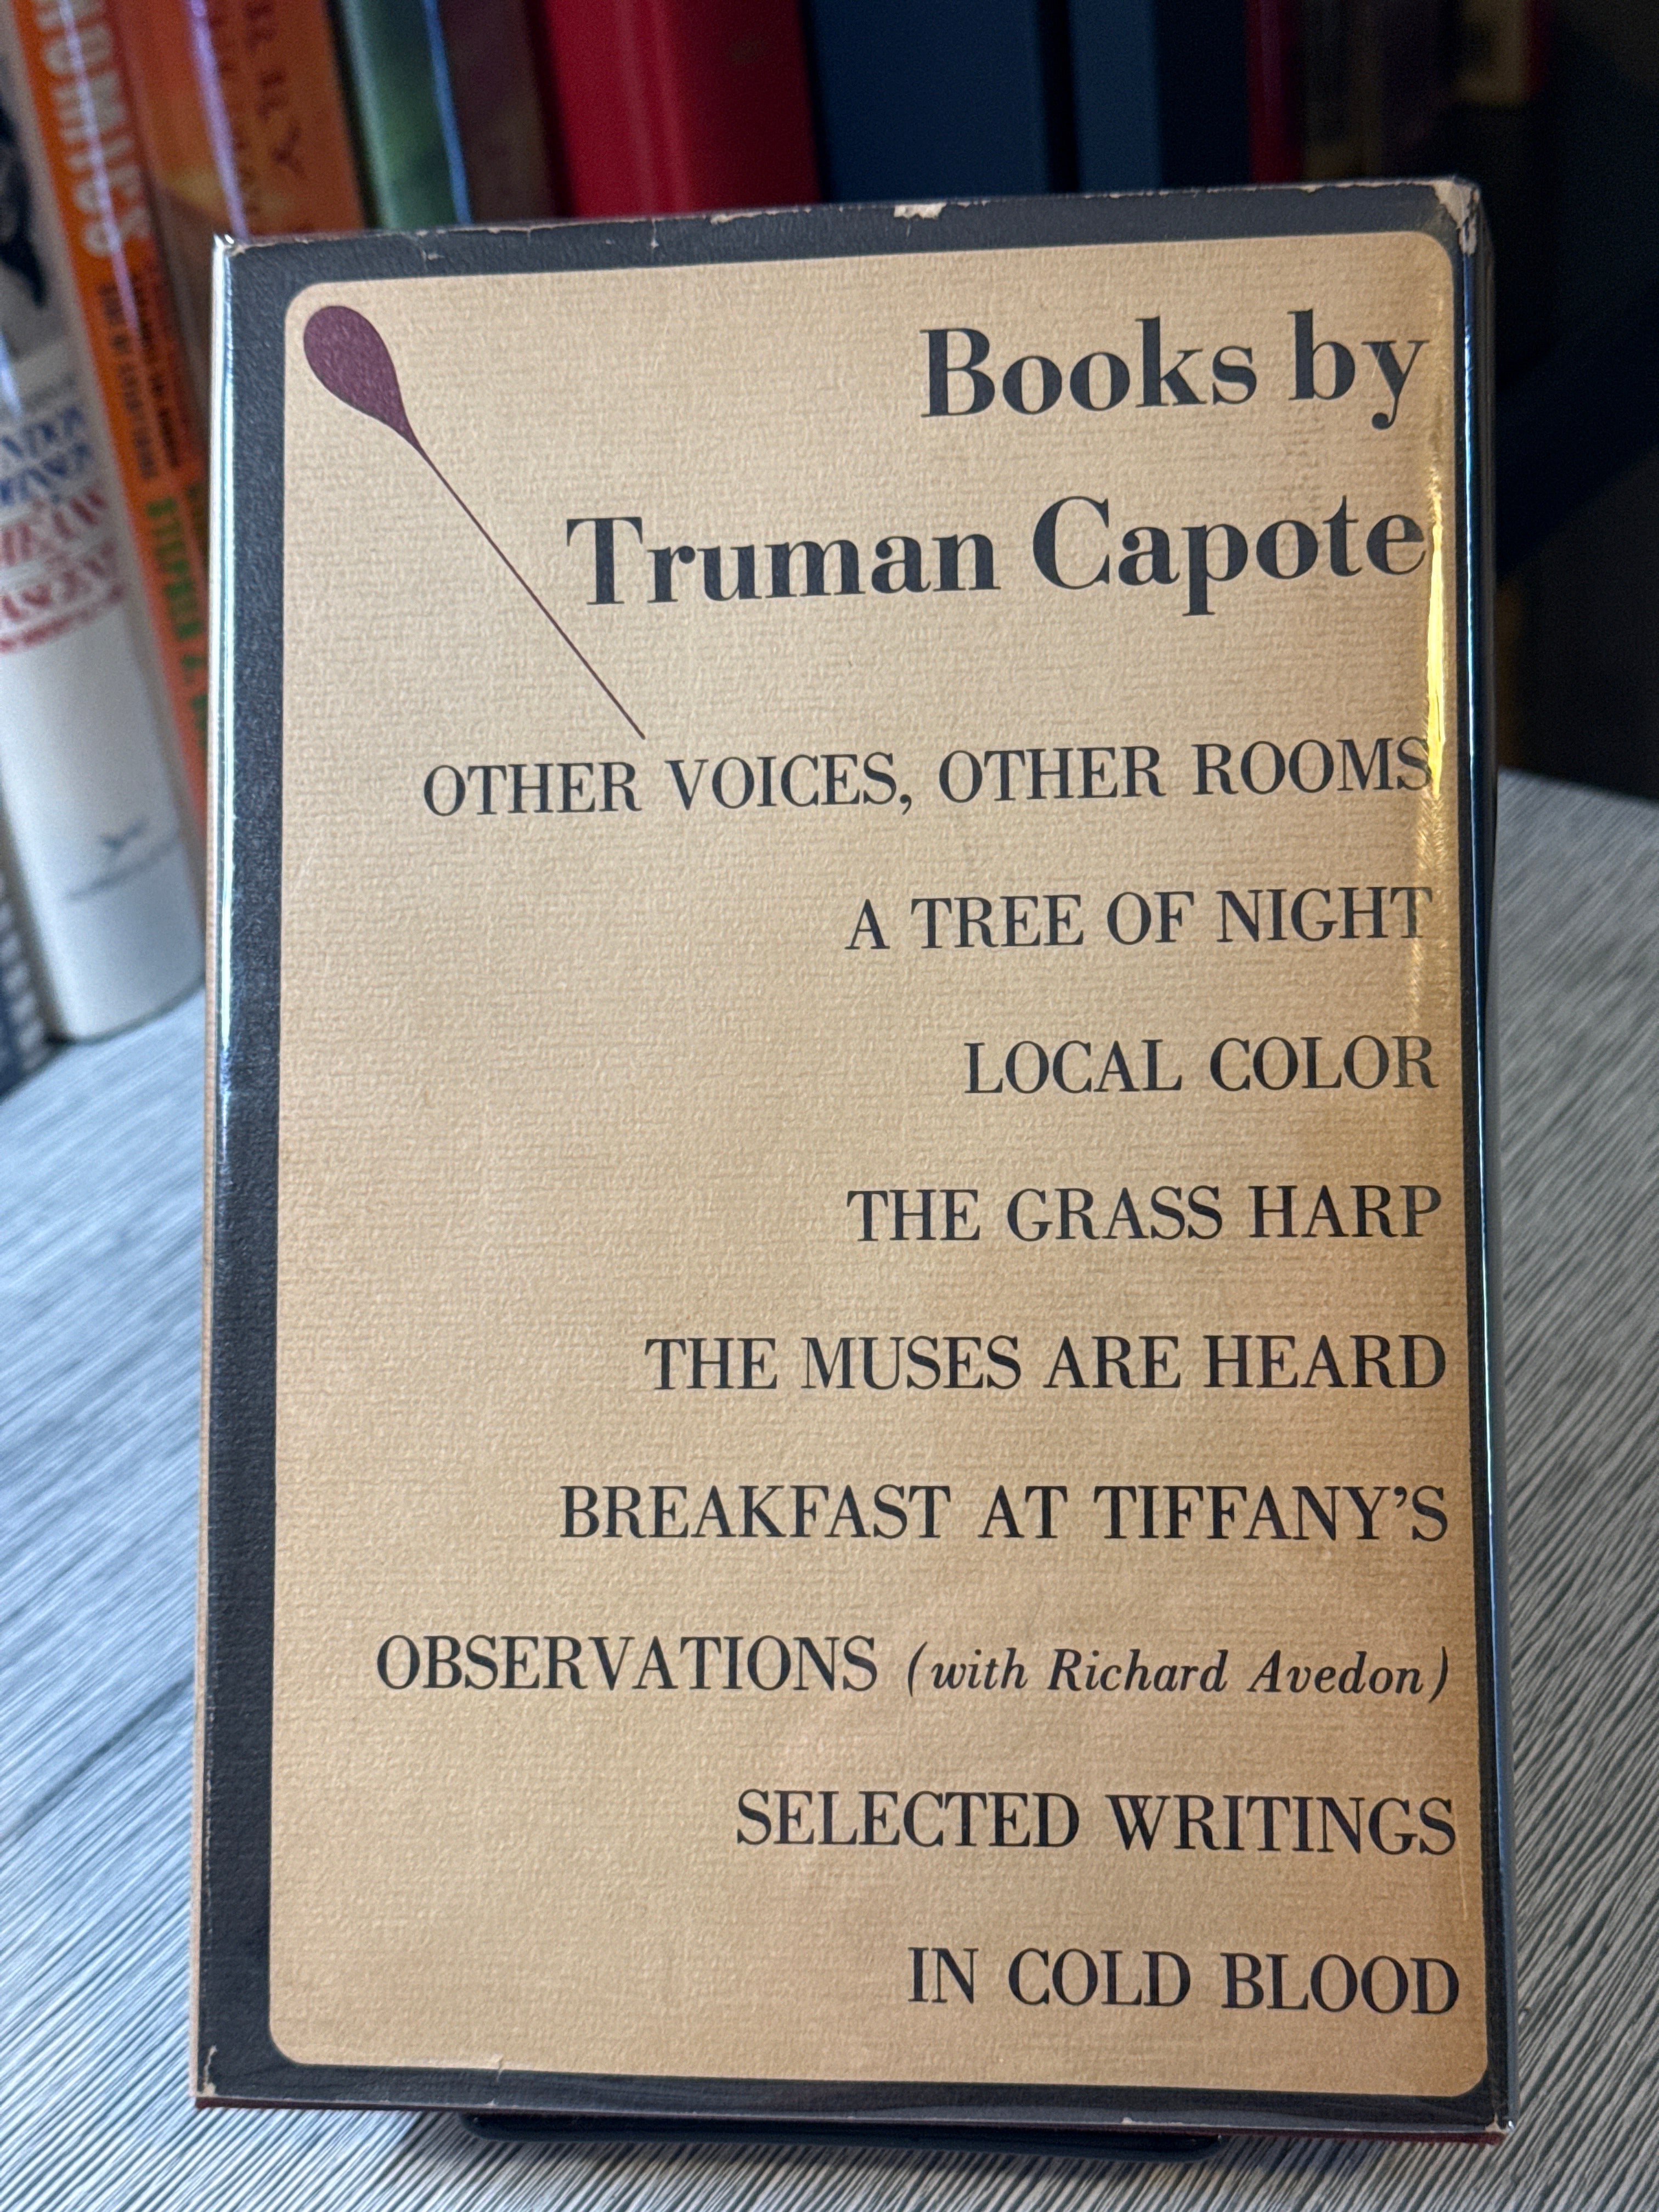 Books by
Truman Capote
OTHER VOICES, OTHER ROOMS
A TREE OF NIGHT
LOCAL COLOR
THE GRASS HARP
THE MUSES ARE HEARD
BREAKFAST AT TIFFANY'S
OBSERVATIONS (with Richard Avedon)
SELECTED WRITINGS
IN COLD BLOOD
STEPHEN J.